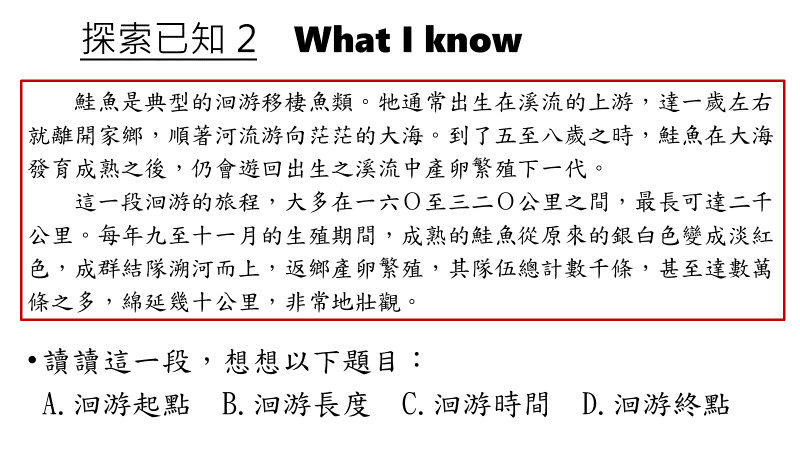 探索已知 2 What I know
鮭魚是典型的洄游移棲魚類。牠通常出生在溪流的上游，達一歲左右
就離開家鄉，順著河流游向茫茫的大海。到了五至八歲之時，鮭魚在大海
發育成熟之後，仍會遊回出生之溪流中產卵繁殖下一代。
這一段洄游的旅程，大多在一六○至三二○公里之間，最長可達二千
公里。每年九至十一月的生殖期間，成熟的鮭魚從原來的銀白色變成淡紅
色，成群結隊溯河而上，返鄉產卵繁殖，其隊伍總計數千條，甚至達數萬
條之多，綿延幾十公里，非常地壯觀。
•讀讀這一段，想想以下題目：
A.洄游起點 B.洄游長度 C.洄游時間 D.洄游終點